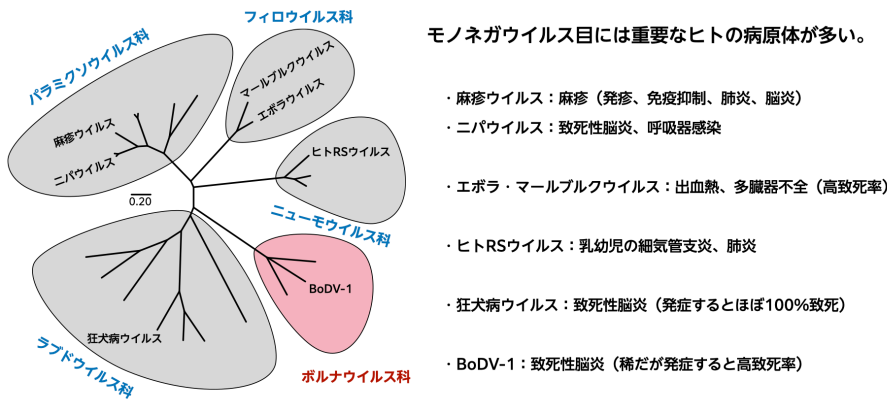 パラミクソウイルス科
フィロウイルス科
マールブルクウイルス
エボラウイルス
麻疹ウイルス
ニパウイルス
ヒトRSウイルス
0.20
ニューモウイルス科
BoDV-1
狂犬病ウイルス
ラブドウイルス科
ボルナウイルス科
モノネガウイルス目には重要なヒトの病原体が多い。
・麻疹ウイルス：麻疹（発疹、免疫抑制、肺炎、脳炎）
・ニパウイルス：致死性脳炎、呼吸器感染
・エボラ・マールブルクウイルス：出血熱、多臓器不全（高致死率）
・ヒトRSウイルス：乳幼児の細気管支炎、肺炎
・狂犬病ウイルス：致死性脳炎（発症するとほぼ100%致死）
・BoDV-1：致死性脳炎（稀だが発症すると高致死率）